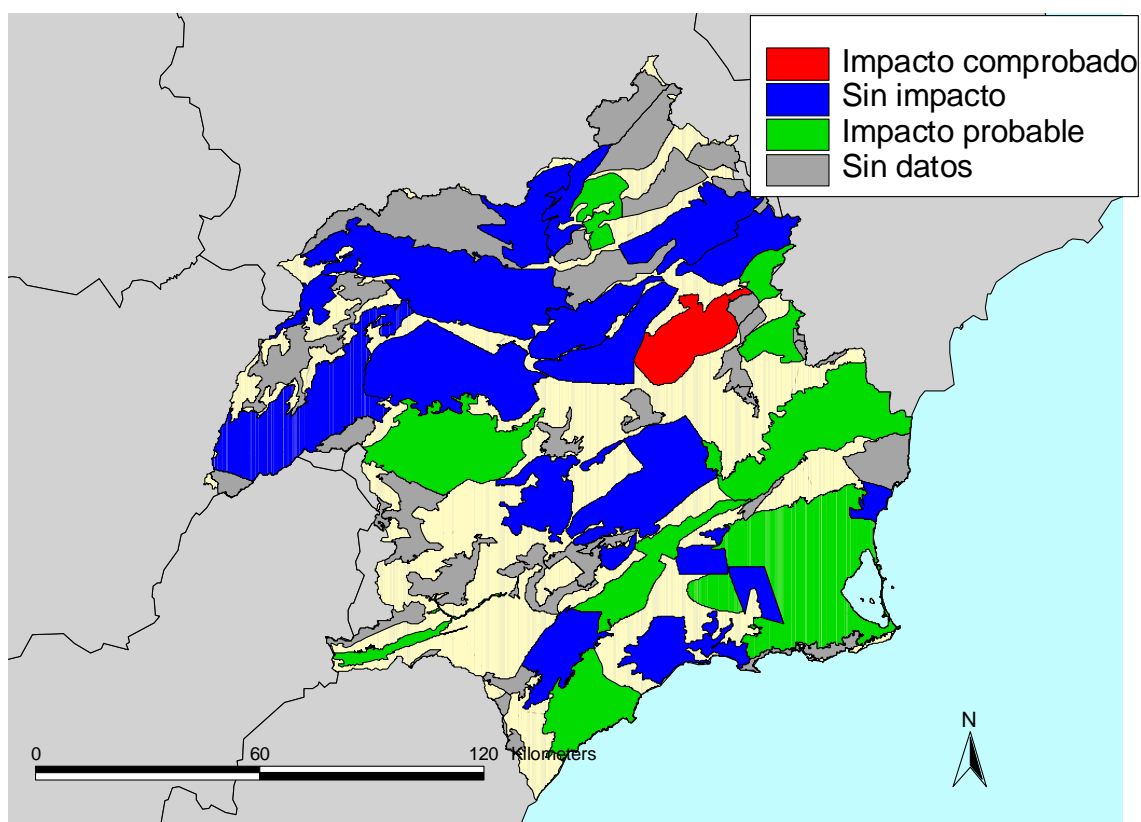 Impacto comprobado
Sin impacto
Impacto probable
Sin datos
N
0 60 120 Kilometers